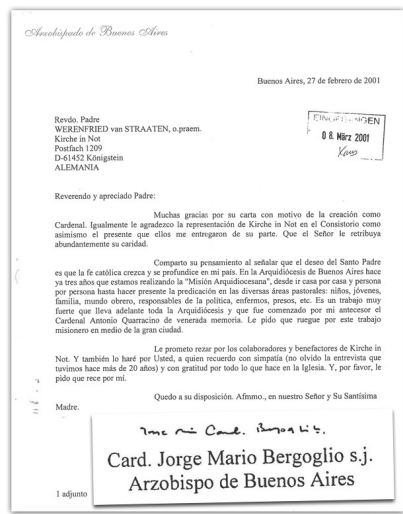 Arzobispado de Buenos Aires
Buenos Aires, 27 de febrero de 2001
Revdo. Padre
WERENFRIED van STRAATEN, o.praem.
Kirche in Not
Postfach 1209
D-61452 Königstein
ALEMANIA
08. März 2001
Reverendo y apreciado Padre:
Muchas gracias por su carta con motivo de la creación como
Cardenal. Igualmente le agradezco la representación de Kirche in Not en el Consistorio como
asimismo el presente que ellos me entregaron de su parte. Que el Señor le retribuya
abundantemente su caridad.
Comparto su pensamiento al señalar que el deseo del Santo Padre
es que la fe católica crezca y se profundice en mi país. En la Arquidiócesis de Buenos Aires hace
ya tres años que estamos realizando la "Misión Arquidiocesana", desde ir casa por casa y persona
por persona hasta hacer presente la predicación en las diversas áreas pastorales: niños, jóvenes,
familia, mundo obrero, responsables de la política, enfermos, presos, etc. Es un trabajo muy
fuerte que lleva adelante toda la Arquidiócesis y que fue comenzado por mi antecesor el
Cardenal Antonio Quarracino de venerada memoria. Le pido que ruegue por este trabajo
misionero en medio de la gran ciudad.
Le prometo rezar por los colaboradores y benefactores de Kirche in
Not. Y también lo haré por Usted, a quien recuerdo con simpatía (no olvido la entrevista que
tuvimos hace más de 20 años) y con gratitud por todo lo que hace en la Iglesia. Y, por favor, le
pido que rece por mí.
Quedo a su disposición. Afmmo., en nuestro Señor y Su Santísima
Madre.
Card. Jorge Mario Bergoglio s.j.
Arzobispo de Buenos Aires
1 adjunto